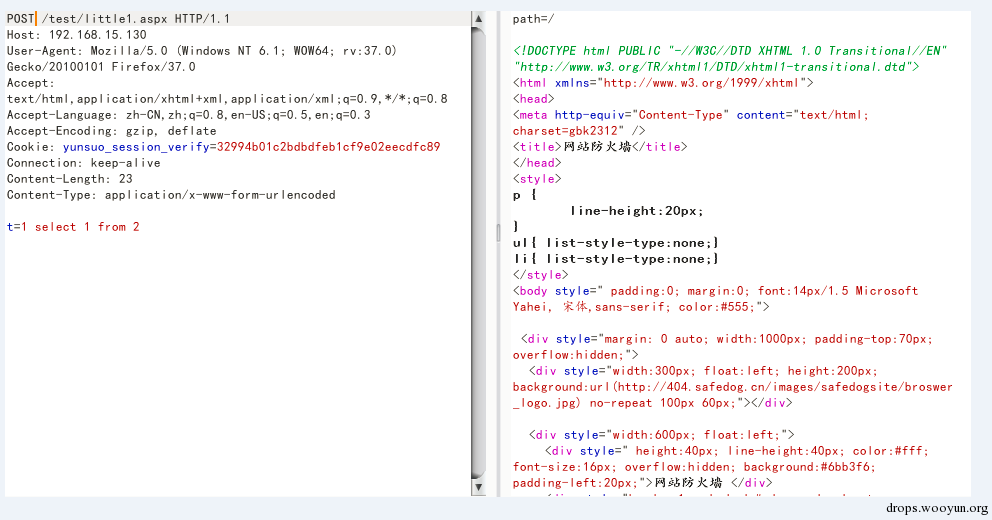 POST /test/little1.aspx HTTP/1.1
Host: 192.168.15.130
User-Agent: Mozilla/5.0 (Windows NT 6.1; WOW64; rv:37.0)
Gecko/20100101 Firefox/37.0
Accept:
text/html,application/xhtml+xml,application/xml;q=0.9,*/*;q=0.8
Accept-Language: zh-CN,zh;q=0.8,en-US;q=0.5,en;q=0.3
Accept-Encoding: gzip, deflate
Cookie: yunsuo_session_verify=32994b01c2bdbdfeb1cf9e02eecdfc89
Connection: keep-alive
Content-Length: 23
Content-Type: application/x-www-form-urlencoded

t=1 select 1 from 2

path=/

<!DOCTYPE html PUBLIC "-//W3C//DTD XHTML 1.0 Transitional//EN"
"http://www.w3.org/TR/xhtml1/DTD/xhtml1-transitional.dtd">
<html xmlns="http://www.w3.org/1999/xhtml">
<head>
<meta http-equiv="Content-Type" content="text/html;
charset=gbk2312" />
<title>网站防火墙</title>
</head>
<style>
p {
line-height:20px;
}
ul{ list-style-type:none;}
li{ list-style-type:none;}
</style>
<body style=" padding:0; margin:0; font:14px/1.5 Microsoft
Yahei, 宋体,sans-serif; color:#555;">

<div style="margin: 0 auto; width:1000px; padding-top:70px;
overflow:hidden;">
<div style="width:300px; float:left; height:200px;
background:url(http://404.safedog.cn/images/safedogsite/broswer
_logo.jpg) no-repeat 100px 60px;"></div>

<div style="width:600px; float:left;">
<div style=" height:40px; line-height:40px; color:#fff;
font-size:16px; overflow:hidden; background:#6bb3f6;
padding-left:20px;">网站防火墙 </div>
drops.wooyun.org